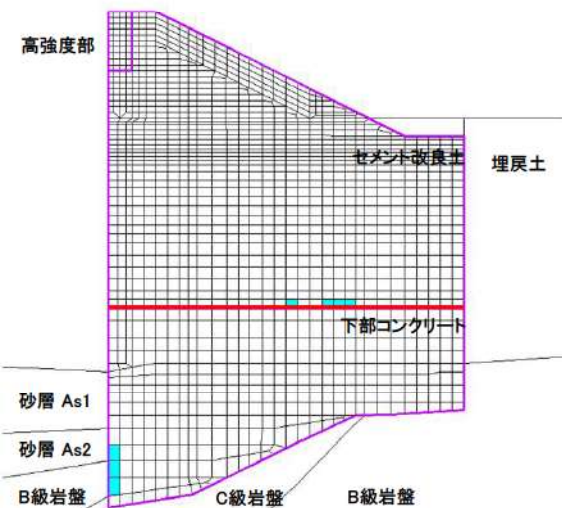 高強度部
セメント改良土
埋戻土
下部コンクリート
砂層 As1
砂層 As2
B級岩盤
C級岩盤
B級岩盤